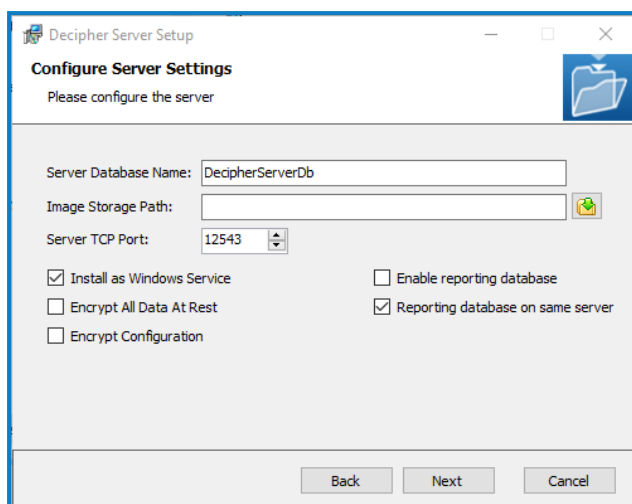 Decipher Server Setup
Configure Server Settings
Please configure the server
Server Database Name: DecipherServerDb
Image Storage Path:
Server TCP Port: 12543
Install as Windows Service
Enable reporting database
Encrypt All Data At Rest
Reporting database on same server
Encrypt Configuration
Back Next Cancel